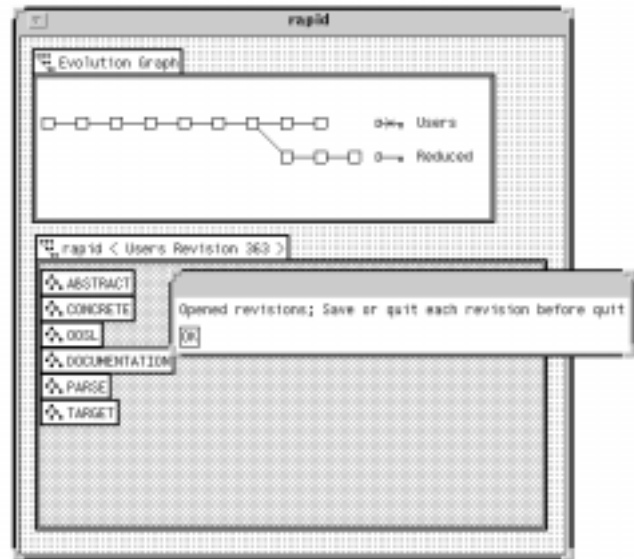 rapid
Evolution Graph
Users
Reduced
rapid < Users Revision 363 >
ABSTRACT
CONCRETE
OOSL
DOCUMENTATION
PARSE
TARGET
Opened revisions; Save or quit each revision before quit
OK